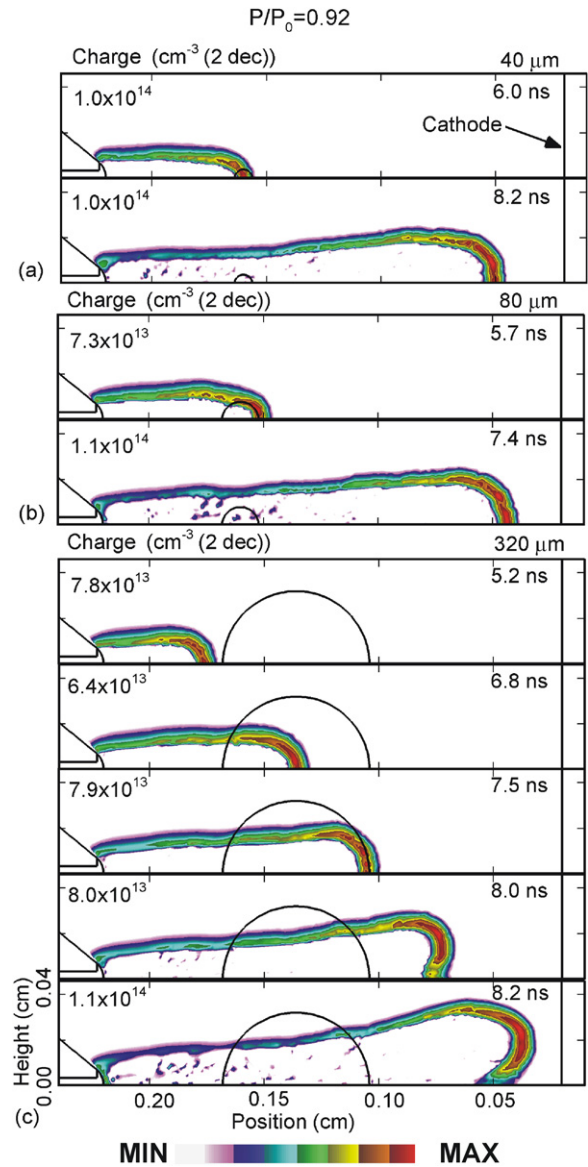 P/P0=0.92
Charge (cm-3 (2 dec)) 40 μm
1.0x10^14 6.0 ns
Cathode
1.0x10^14 8.2 ns
(a)
Charge (cm-3 (2 dec)) 80 μm
7.3x10^13 5.7 ns
1.1x10^14 7.4 ns
(b)
Charge (cm-3 (2 dec)) 320 μm
7.8x10^13 5.2 ns
6.4x10^13 6.8 ns
7.9x10^13 7.5 ns
8.0x10^13 8.0 ns
1.1x10^14 8.2 ns
Height (cm)
0.00 0.04
(c)
0.20 0.15 0.10 0.05
Position (cm)
MIN MAX